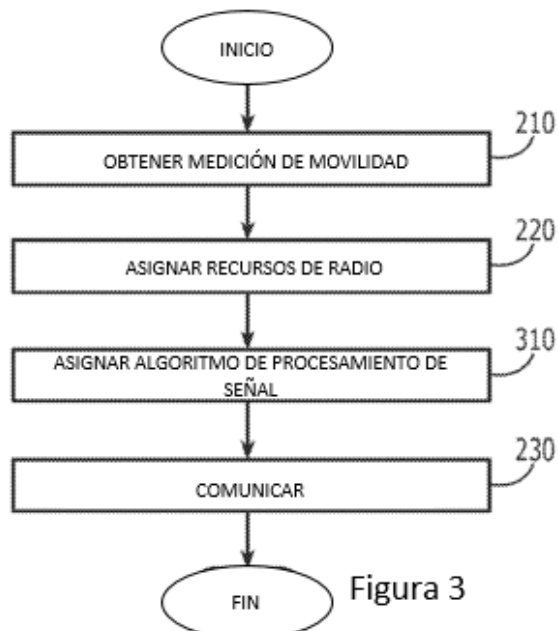 INICIO
210
OBTENER MEDICIÓN DE MOVILIDAD
220
ASIGNAR RECURSOS DE RADIO
310
ASIGNAR ALGORITMO DE PROCESAMIENTO DE
SEÑAL
230
COMUNICAR
FIN
Figura 3